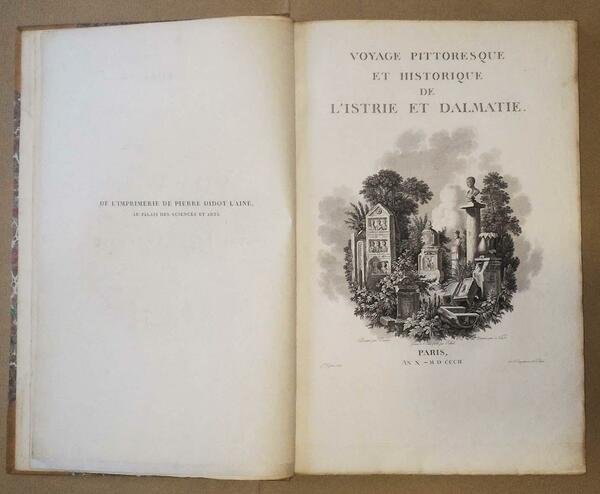 DE L'IMPRIMERIE DE PIERRE DIDOT L'AINÉ,
AU PALAIS DES SCIENCES ET ARTS.
VOYAGE PITTORESQUE
ET HISTORIQUE
DE
L'ISTRIE ET DALMATIE.
PARIS,
AN X – M DCCCII